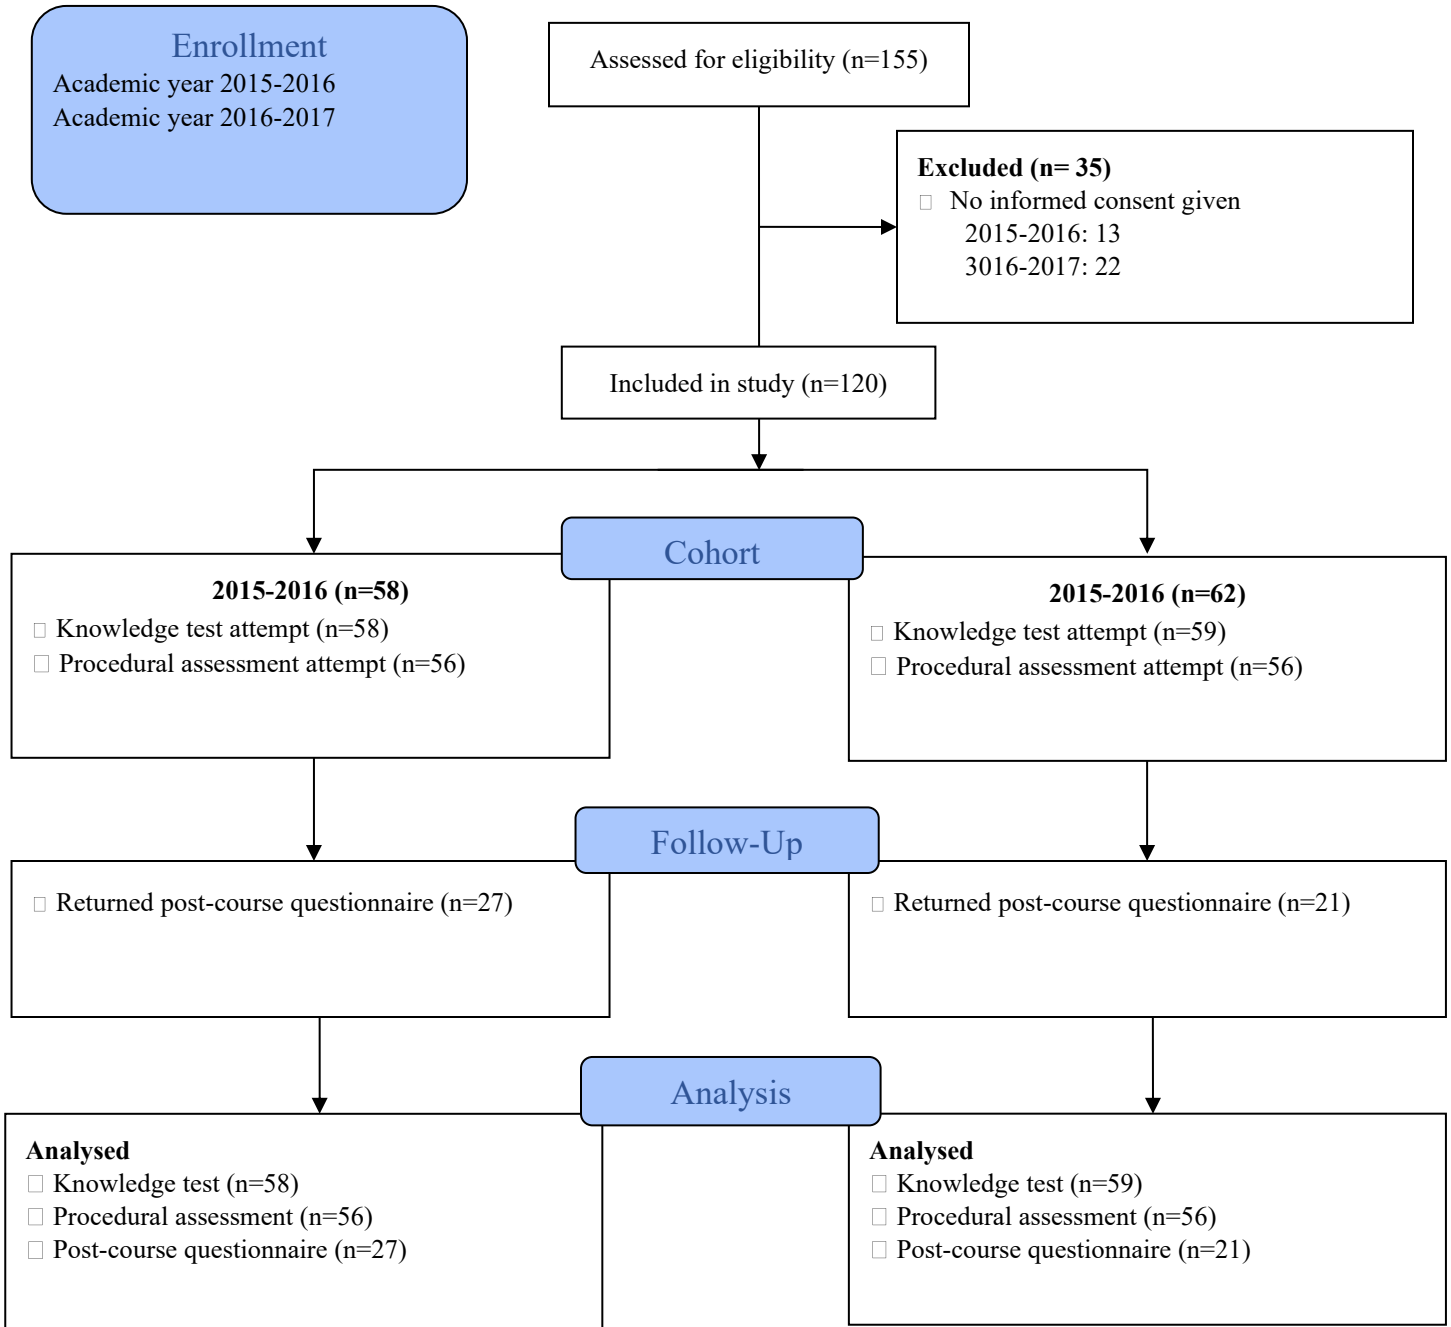 Enrollment
Academic year 2015-2016
Academic year 2016-2017
Assessed for eligibility (n=155)
Excluded (n= 35)
□ No informed consent given
2015-2016: 13
3016-2017: 22
Included in study (n=120)
Cohort
2015-2016 (n=58)
□ Knowledge test attempt (n=58)
□ Procedural assessment attempt (n=56)
2015-2016 (n=62)
□ Knowledge test attempt (n=59)
□ Procedural assessment attempt (n=56)
Follow-Up
□ Returned post-course questionnaire (n=27)
□ Returned post-course questionnaire (n=21)
Analysis
Analysed
□ Knowledge test (n=58)
□ Procedural assessment (n=56)
□ Post-course questionnaire (n=27)
Analysed
□ Knowledge test (n=59)
□ Procedural assessment (n=56)
□ Post-course questionnaire (n=21)